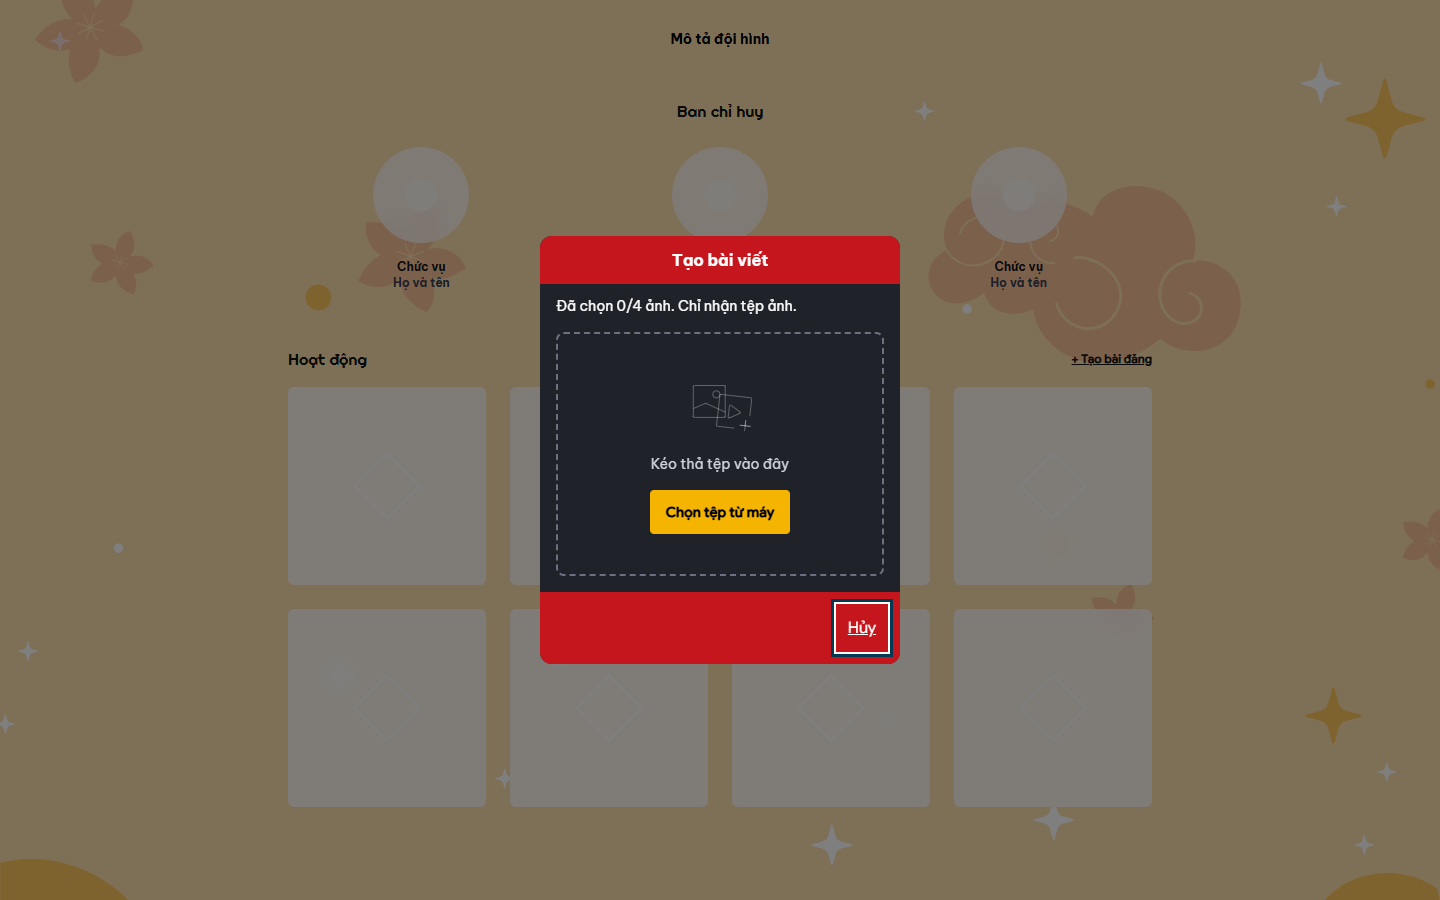 Mô tả đội hình
Ban chỉ huy
Chức vụ
Họ và tên
Chức vụ
Họ và tên
Tạo bài viết
Đã chọn 0/4 ảnh. Chỉ nhận tệp ảnh.
Hoạt động
+ Tạo bài đăng
Kéo thả tệp vào đây
Chọn tệp từ máy
Hủy